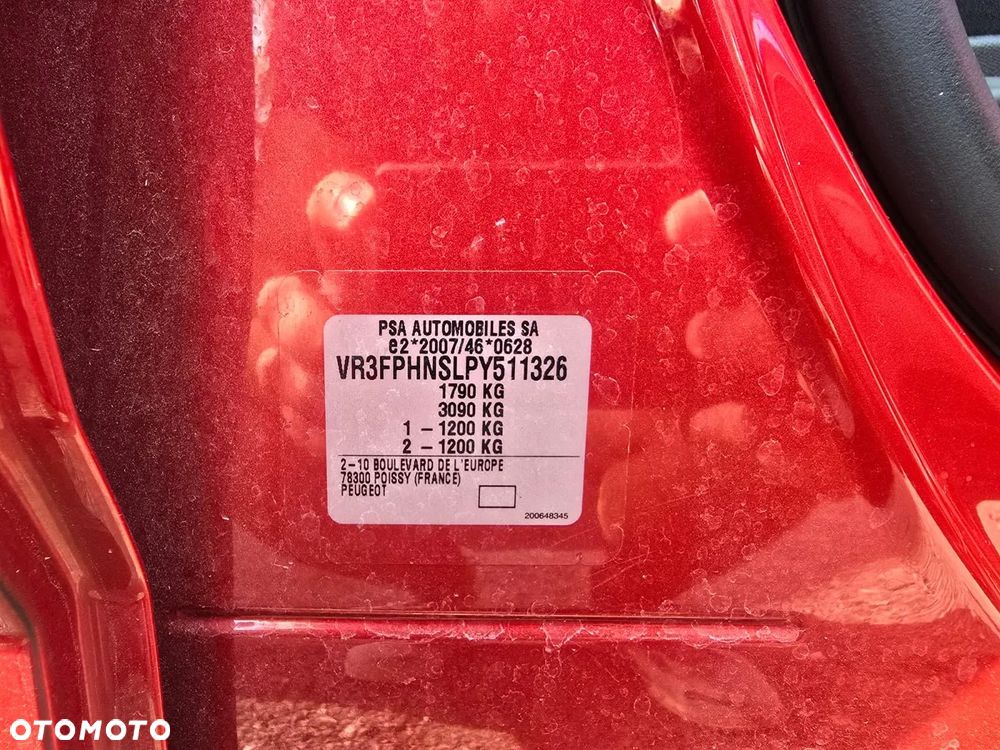 PSA AUTOMOBILES SA
e2*2007/46*0628
VR3FPHNSLPY511326
1790 KG
3090 KG
1 - 1200 KG
2 - 1200 KG
2-10 BOULEVARD DE L'EUROPE
78300 POISSY (FRANCE)
PEUGEOT
200648345
OTOMOTO